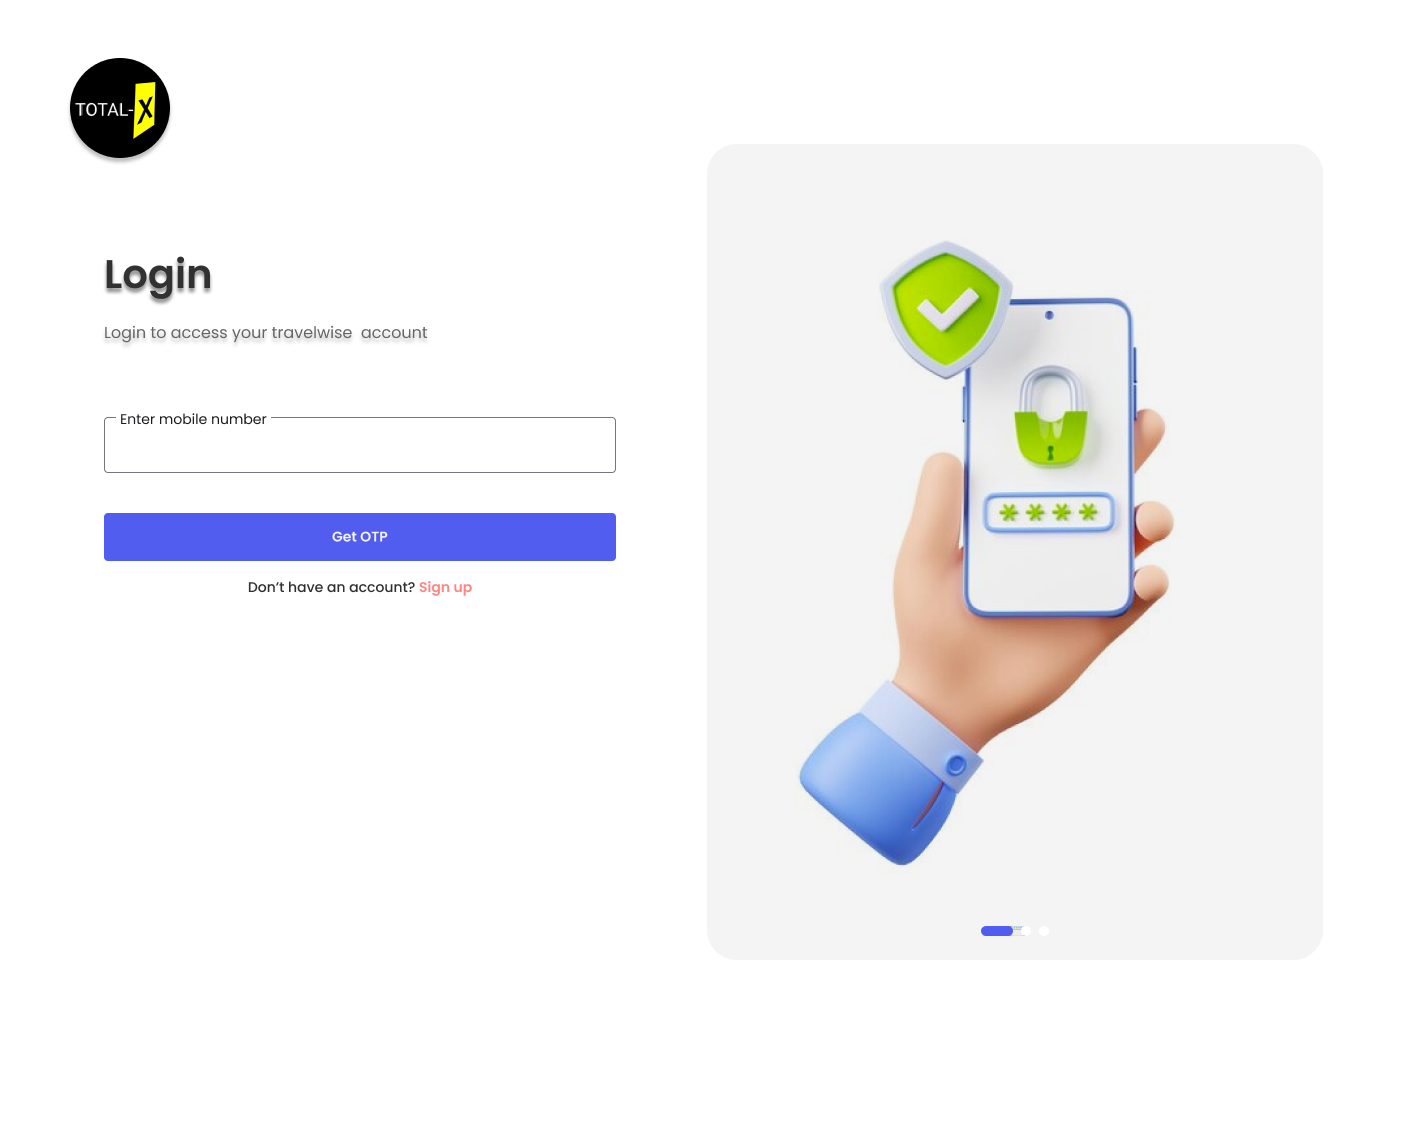 TOTAL-X
Login
Login to access your travelwise  account
Enter mobile number
Get OTP
Don’t have an account? Sign up
****